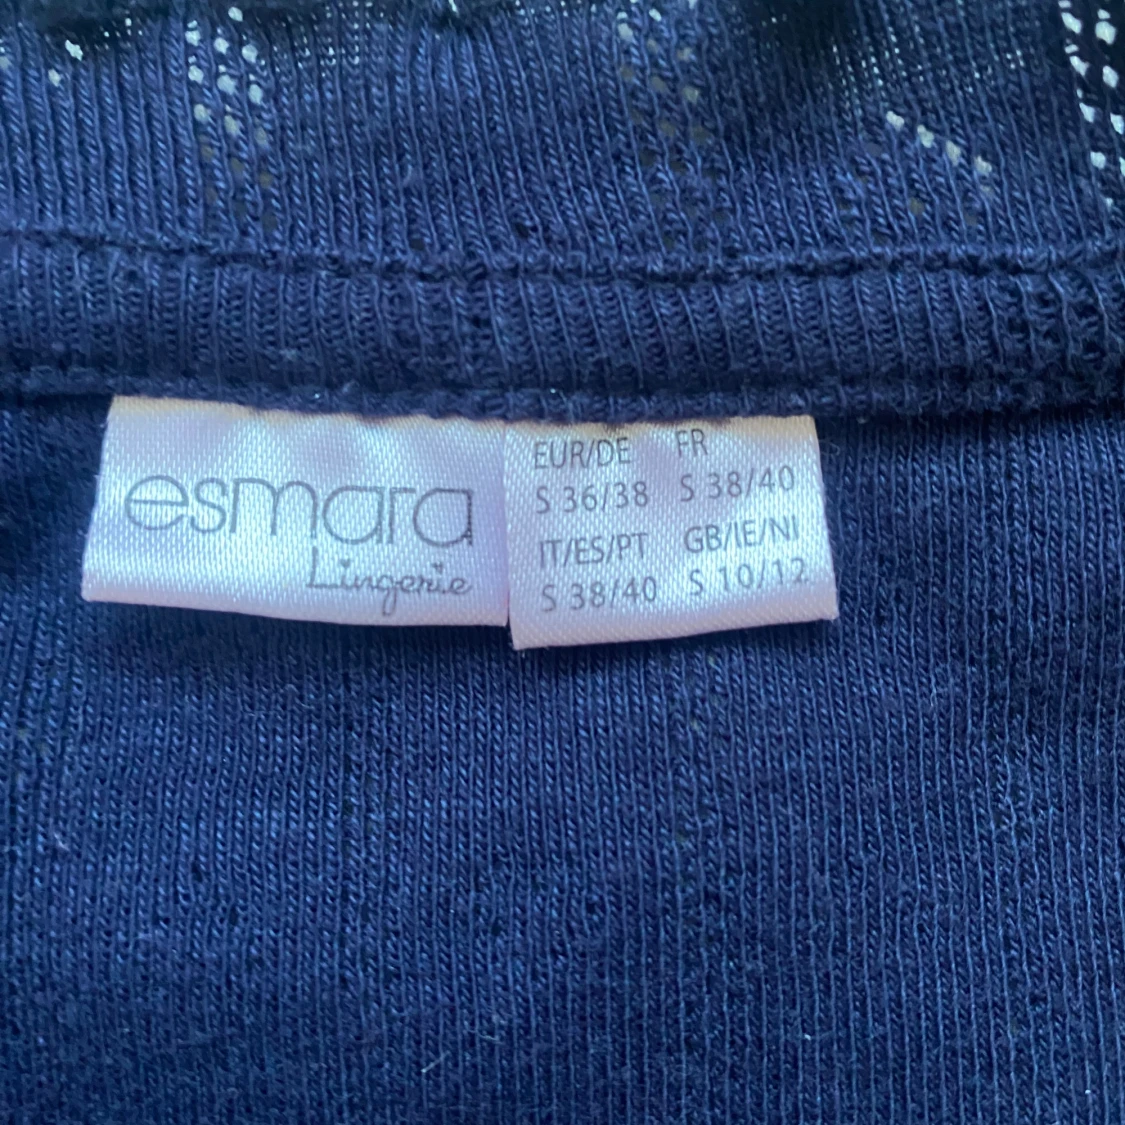 esmara
Lingerie
EUR/DE FR
S 36/38 S 38/40
IT/ES/PT GB/IE/NI
S 38/40 S 10/12